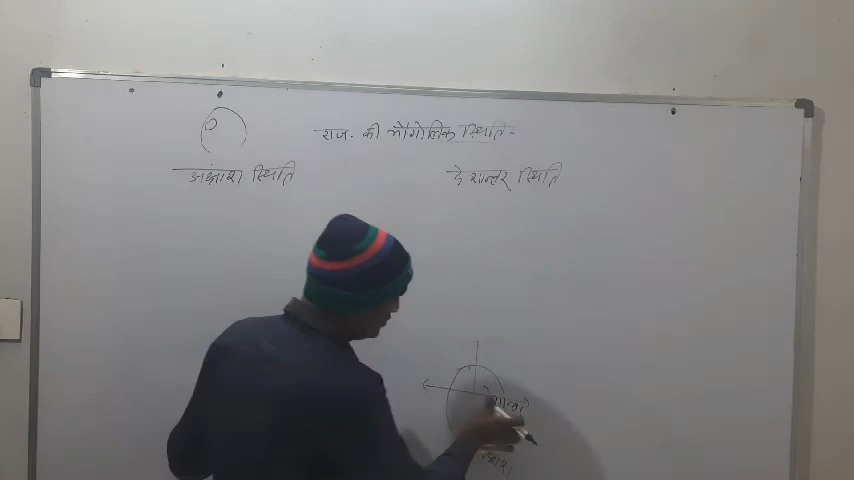 राज. की भौगोलिक स्थिति-
अक्षांश स्थिति
देशान्तर स्थिति